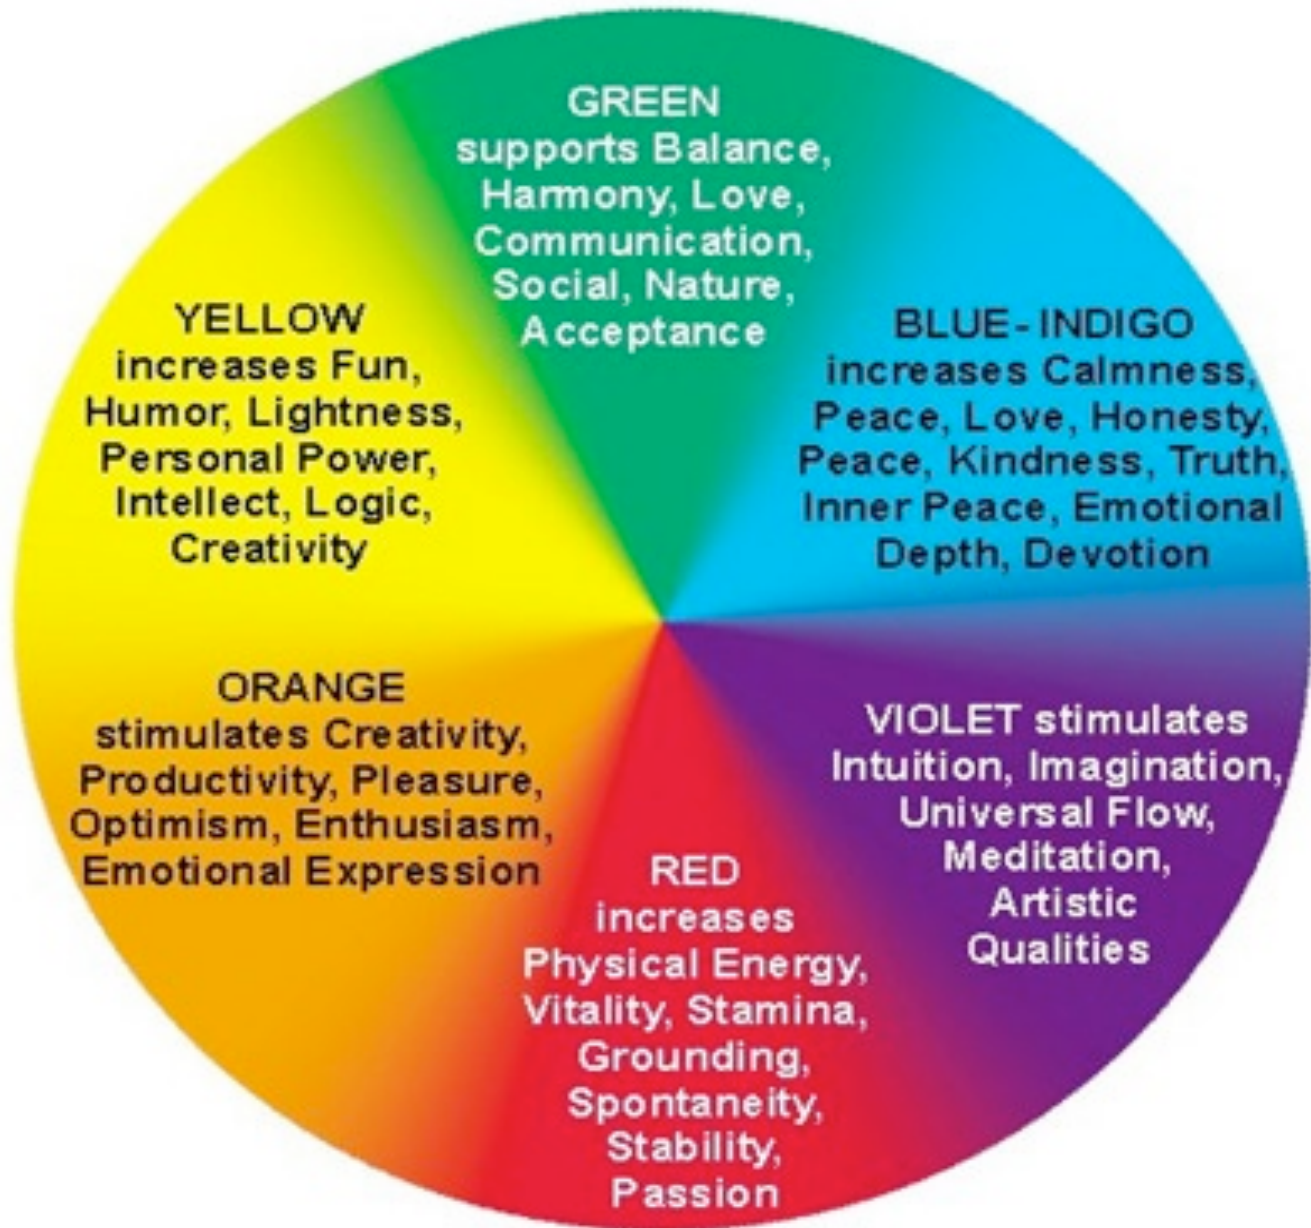 GREEN
supports Balance,
Harmony, Love,
Communication,
Social, Nature,
Acceptance
BLUE-INDIGO
increases Calmness,
Peace, Love, Honesty,
Peace, Kindness, Truth,
Inner Peace, Emotional
Depth, Devotion
VIOLET stimulates
Intuition, Imagination,
Universal Flow,
Meditation,
Artistic
Qualities
RED
increases
Physical Energy,
Vitality, Stamina,
Grounding,
Spontaneity,
Stability,
Passion
ORANGE
stimulates Creativity,
Productivity, Pleasure,
Optimism, Enthusiasm,
Emotional Expression
YELLOW
increases Fun,
Humor, Lightness,
Personal Power,
Intellect, Logic,
Creativity